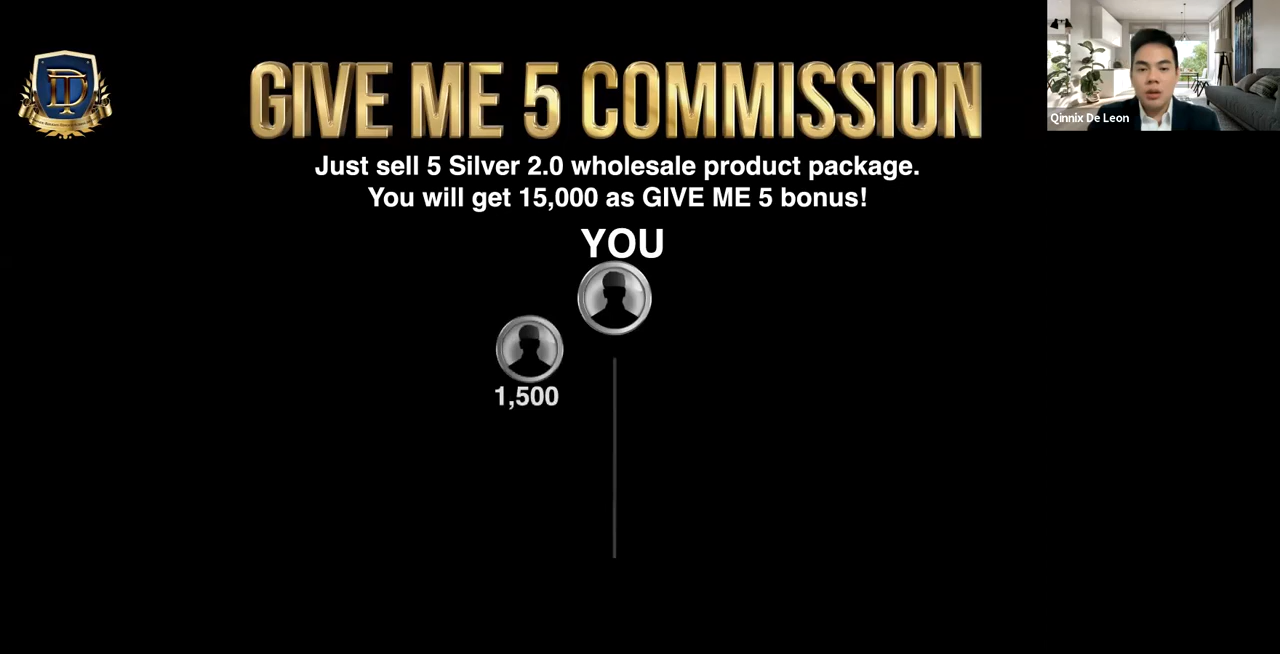 GIVE ME 5 COMMISSION
Just sell 5 Silver 2.0 wholesale product package.
You will get 15,000 as GIVE ME 5 bonus!
YOU
1,500
Qinnix De Leon